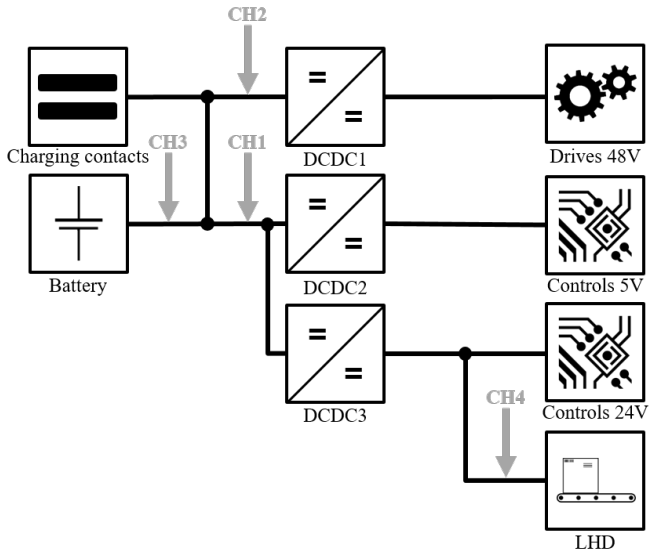 CH2
Charging contacts
DCDC1
Drives 48V
CH3
CH1
Battery
DCDC2
Controls 5V
DCDC3
Controls 24V
CH4
LHD